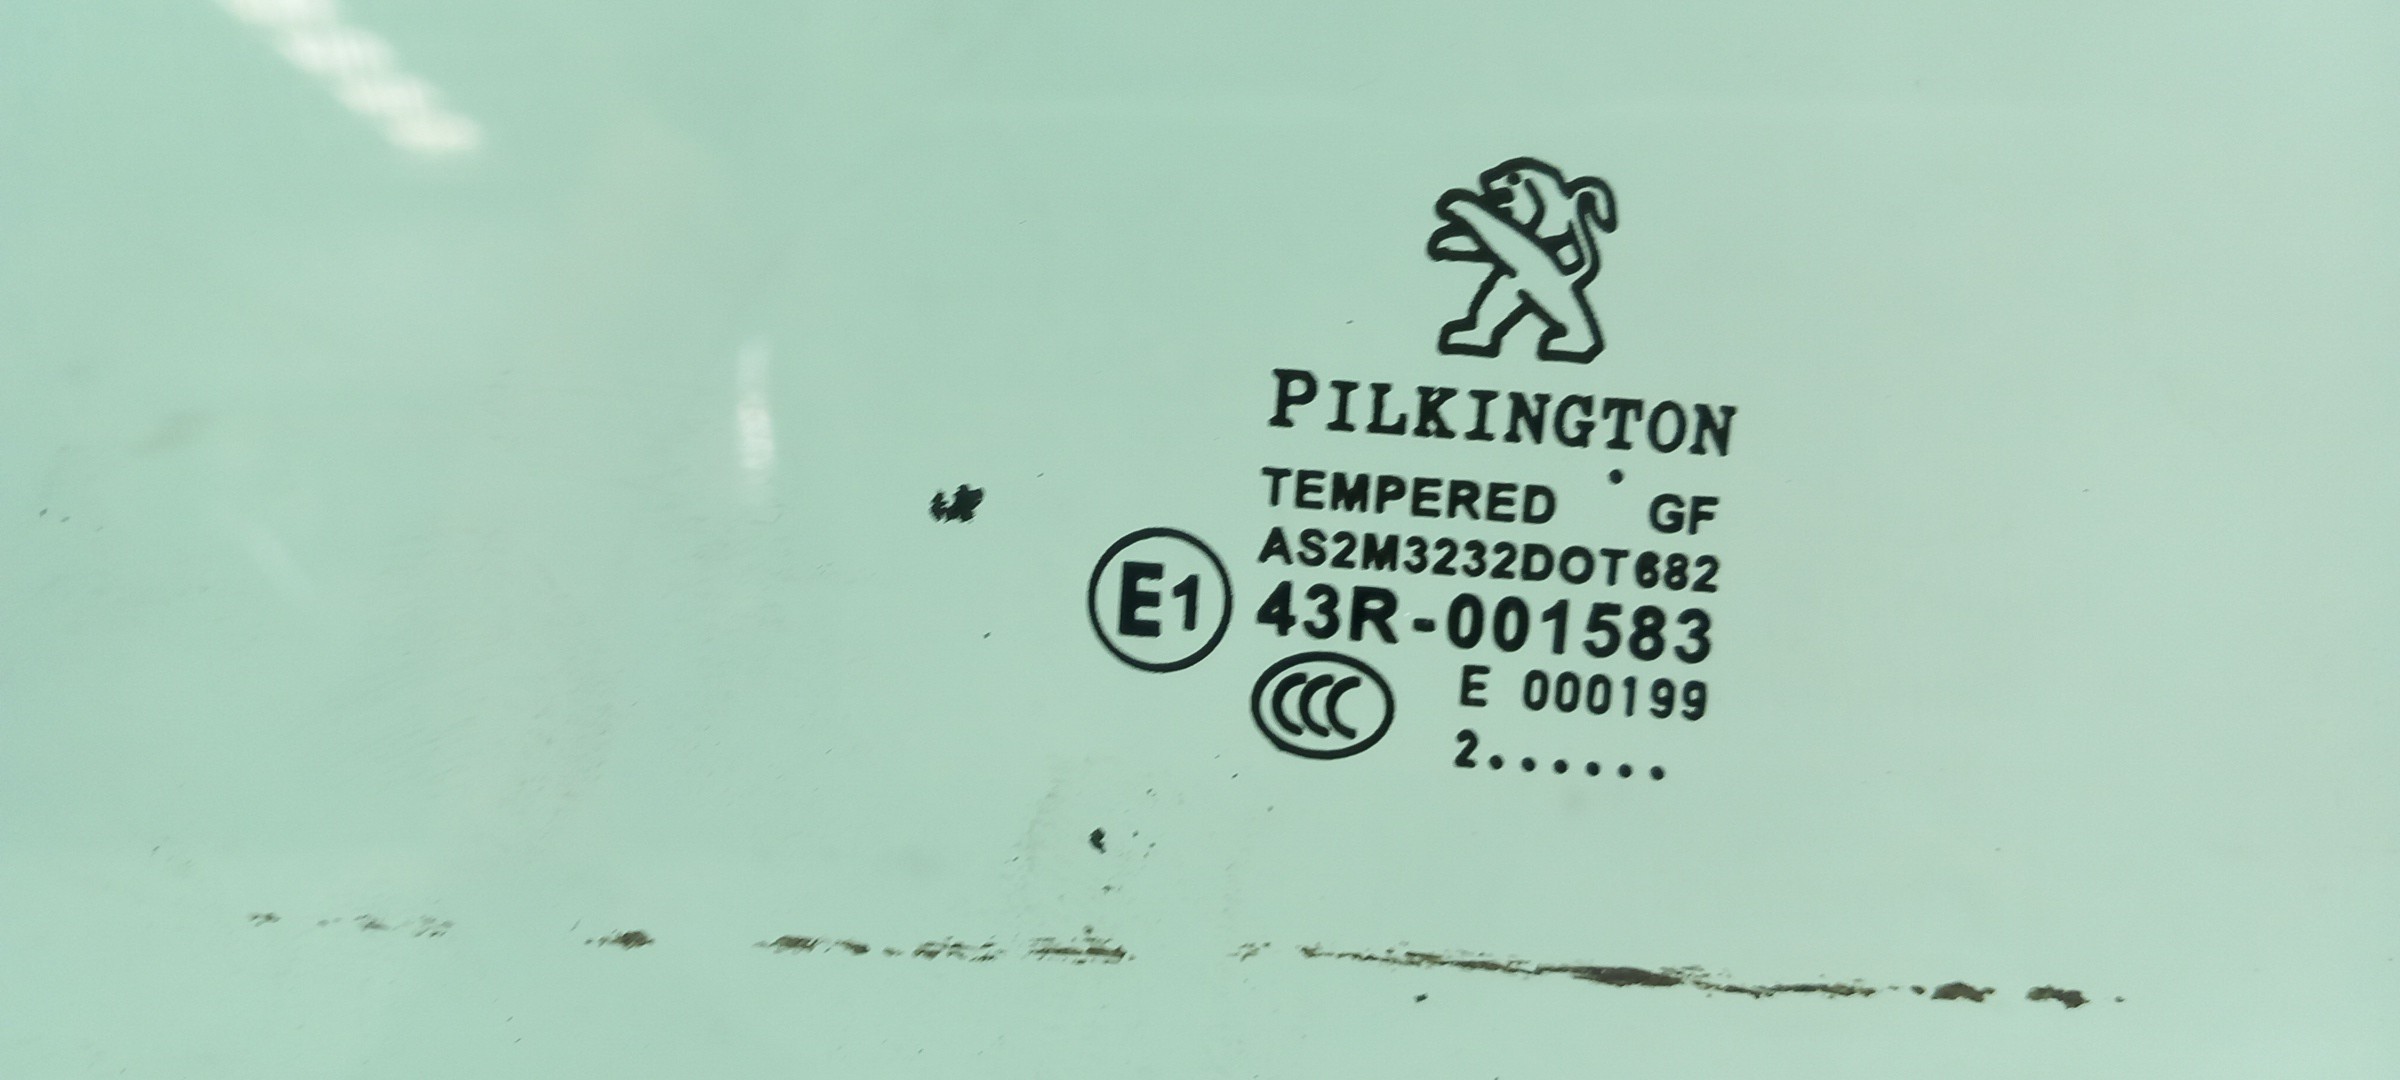 PILKINGTON
TEMPERED GF
AS2M3232DOT682
E1 43R-001583
CCC E 000199
2......